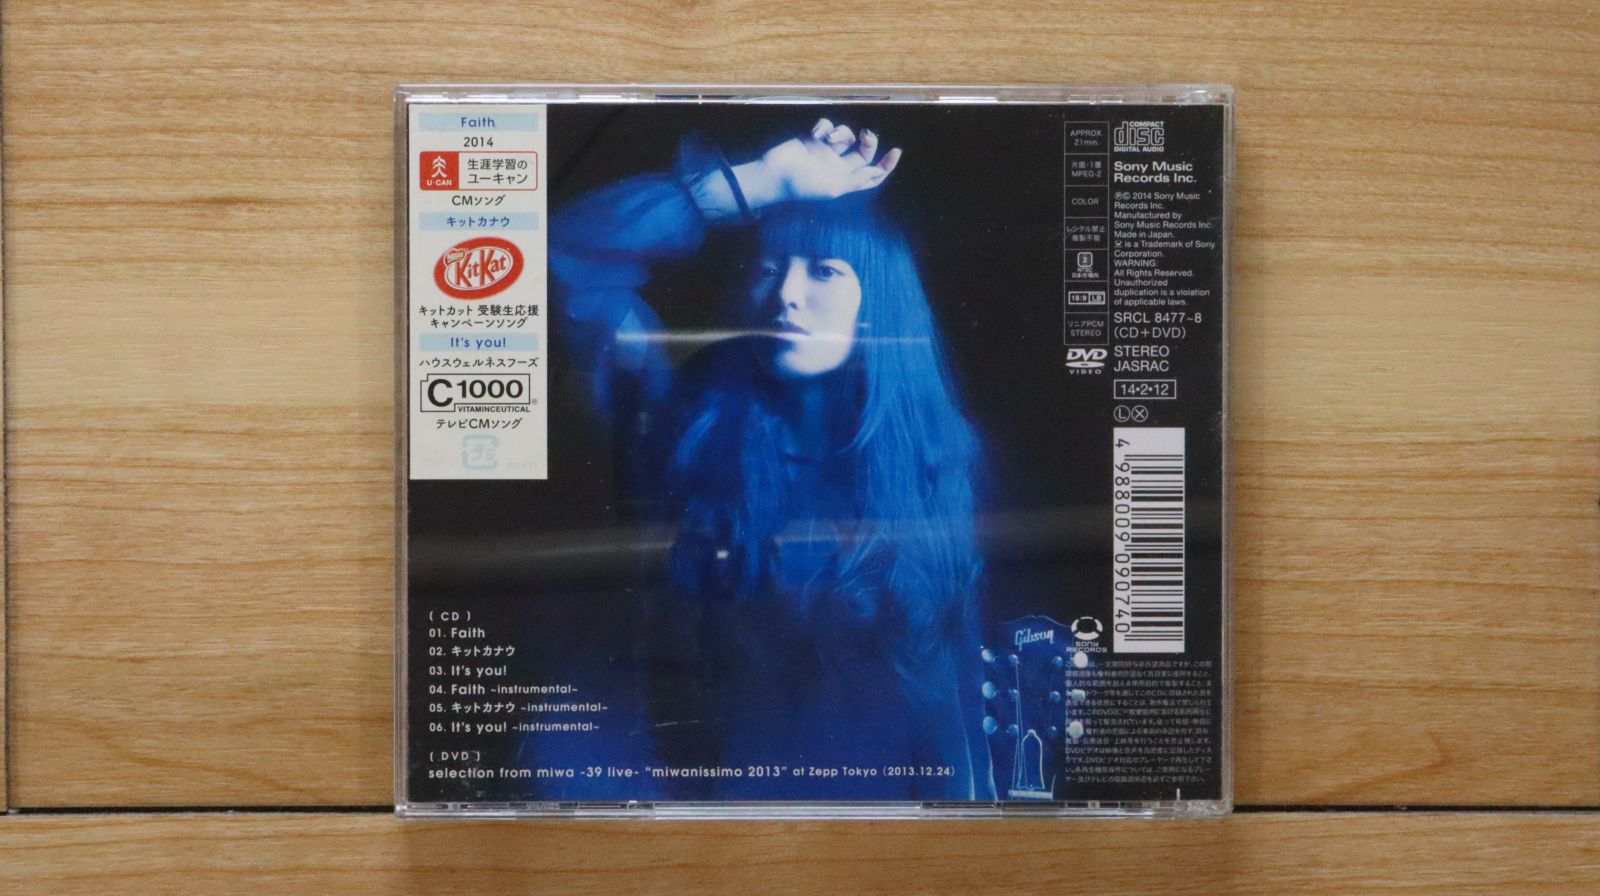 Faith
2014
U-CAN
生涯学習の
ユーキャン
CMソング
キットカナウ
Nestle
KitKat
キットカット 受験生応援
キャンペーンソング
It's you!
ハウスウェルネスフーズ
C1000
VITAMINCEUTICAL
テレビCMソング
プラ
[ CD ]
01. Faith
02. キットカナウ
03. It's you!
04. Faith ~instrumental~
05. キットカナウ ~instrumental~
06. It's you! ~instrumental~
[ DVD ]
selection from miwa -39 live- "miwanissimo 2013" at Zepp Tokyo (2013.12.24)
Gibson
APPROX.
21min.
片面・1層
MPEG-2
COLOR
レンタル禁止
複製不能
2
NTSC
日本市場向
16:9 LB
リニアPCM
STEREO
DVD
VIDEO
COMPACT
disc
DIGITAL AUDIO
Sony Music
Records Inc.
Ⓟ© 2014 Sony Music
Records Inc.
Manufactured by
Sony Music Records Inc.
Made in Japan.
is a Trademark of Sony
Corporation.
WARNING:
All Rights Reserved.
Unauthorized
duplication is a violation
of applicable laws.
SRCL 8477~8
(CD+DVD)
STEREO
JASRAC
14•2•12
Ⓛ Ⓧ
4 988009 090740
Sony
RECORDS